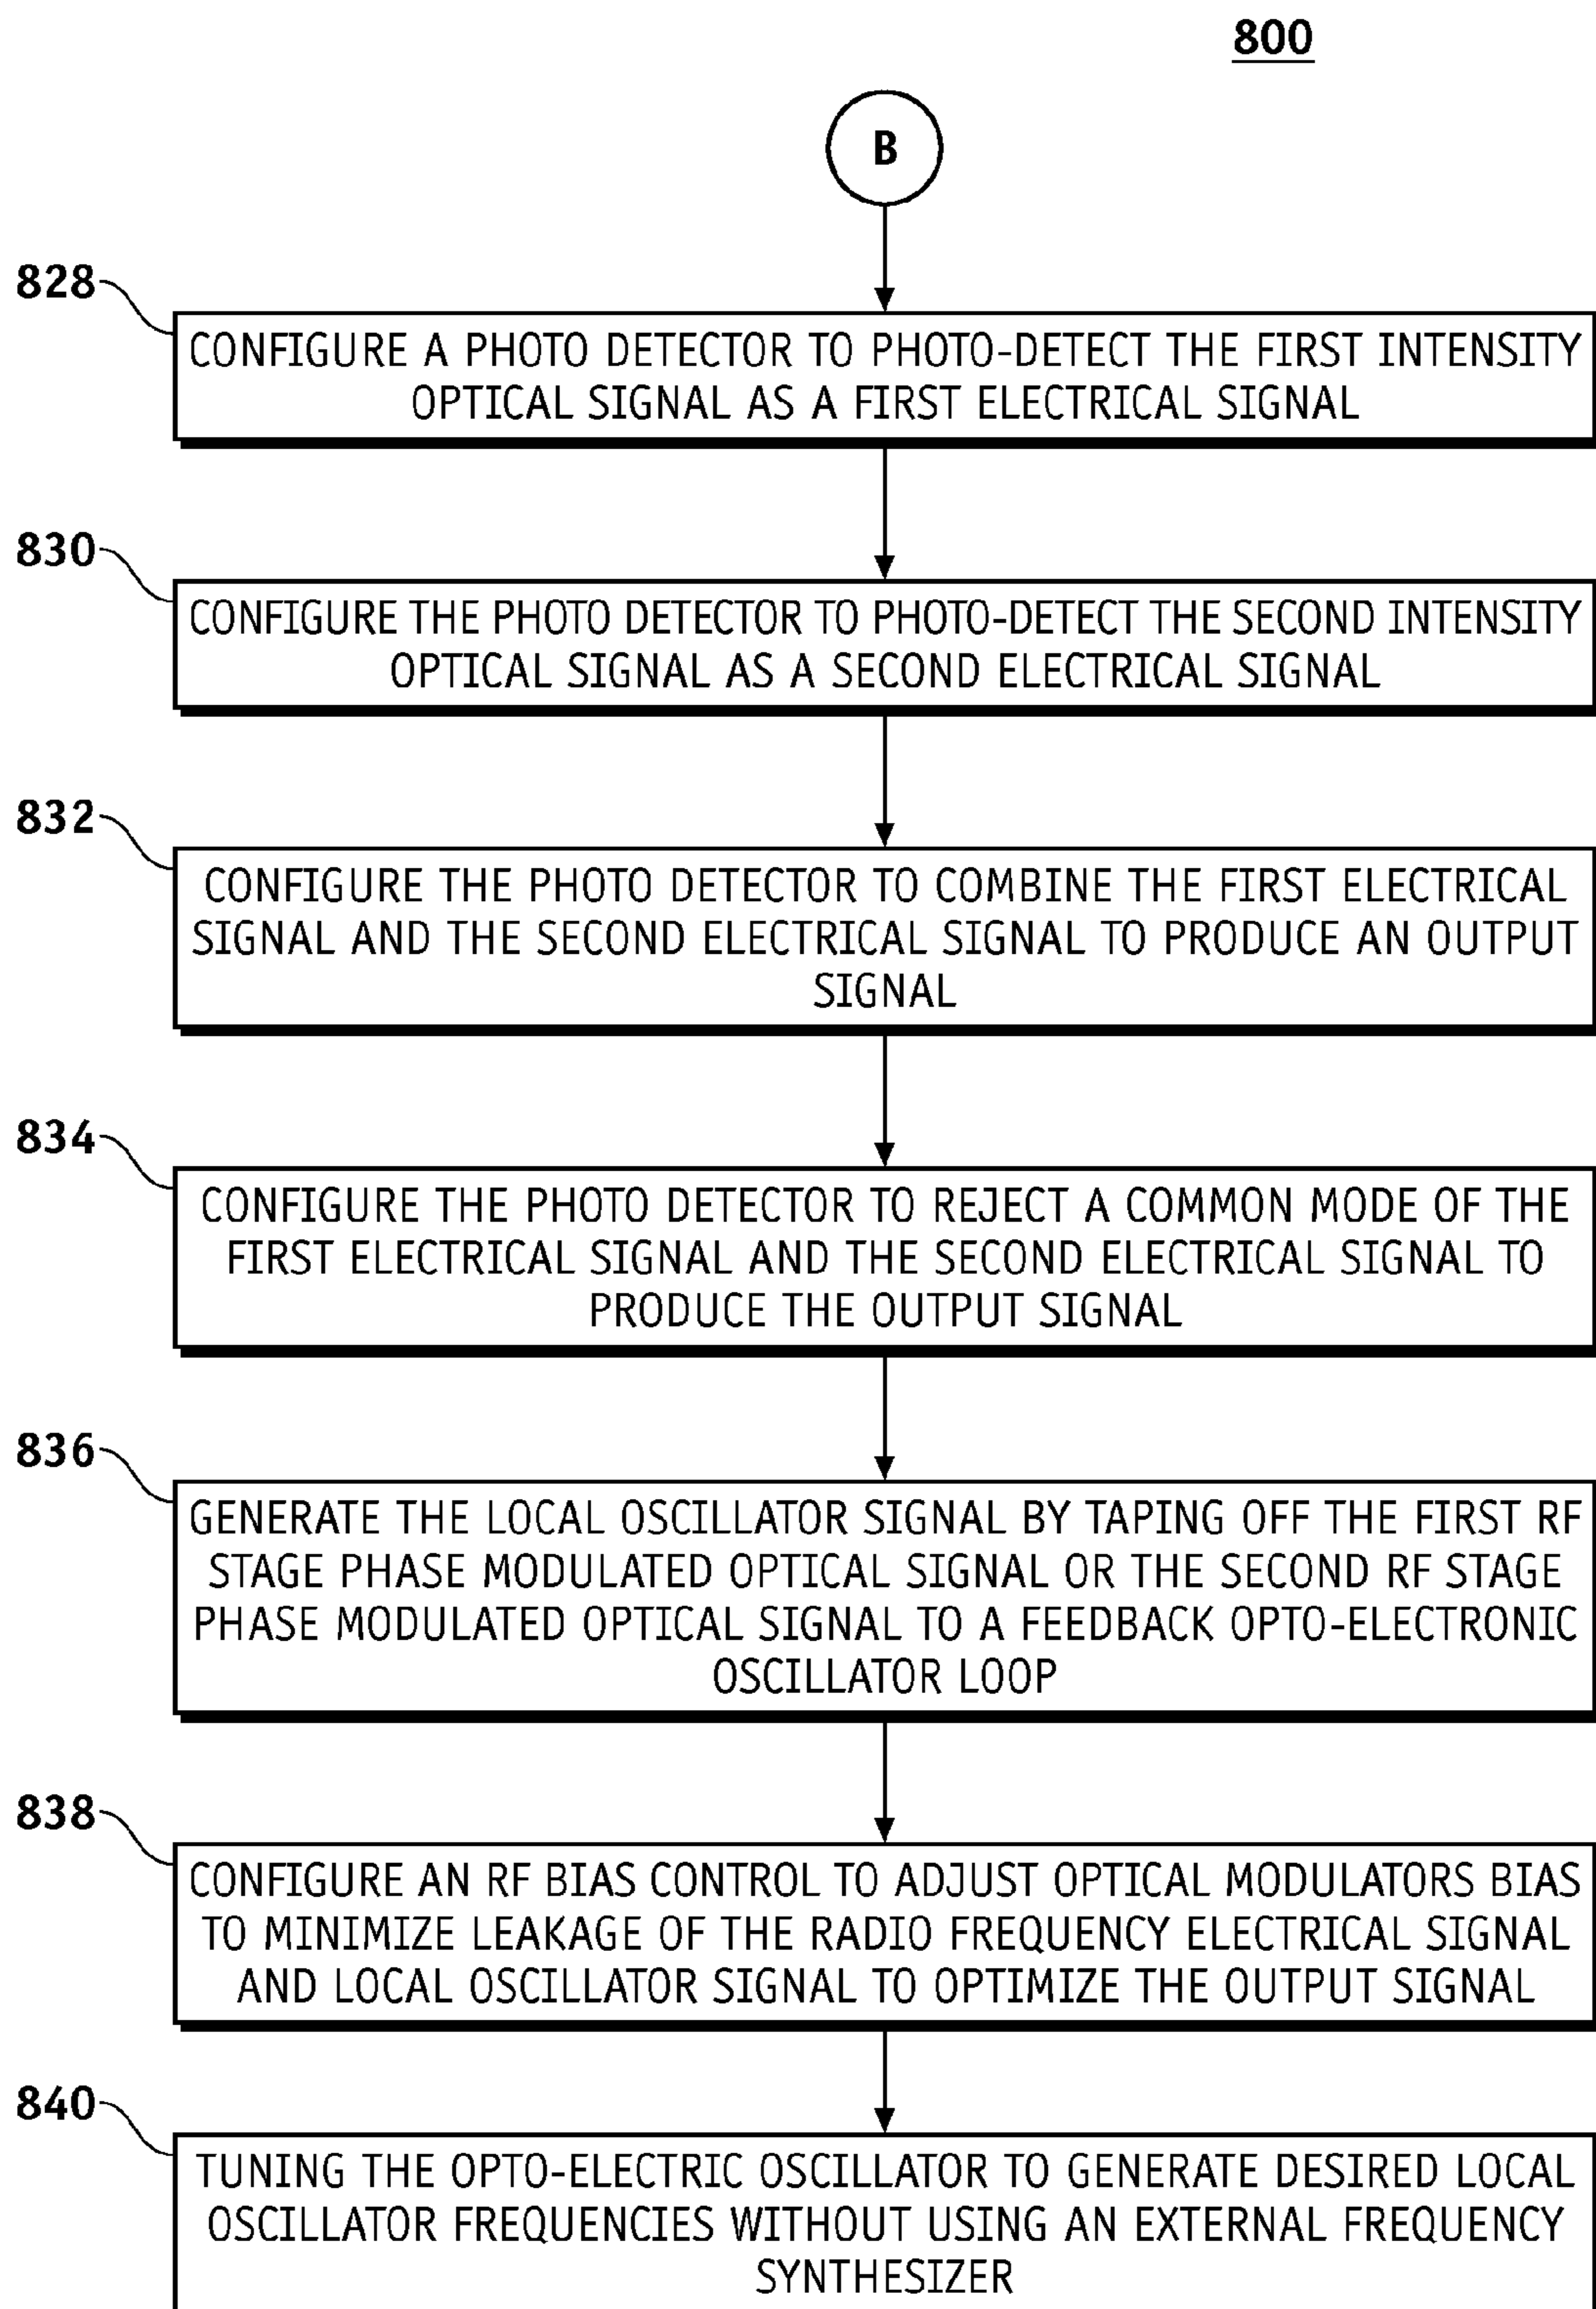 800
B
828
CONFIGURE A PHOTO DETECTOR TO PHOTO-DETECT THE FIRST INTENSITY
OPTICAL SIGNAL AS A FIRST ELECTRICAL SIGNAL
830
CONFIGURE THE PHOTO DETECTOR TO PHOTO-DETECT THE SECOND INTENSITY
OPTICAL SIGNAL AS A SECOND ELECTRICAL SIGNAL
832
CONFIGURE THE PHOTO DETECTOR TO COMBINE THE FIRST ELECTRICAL
SIGNAL AND THE SECOND ELECTRICAL SIGNAL TO PRODUCE AN OUTPUT
SIGNAL
834
CONFIGURE THE PHOTO DETECTOR TO REJECT A COMMON MODE OF THE
FIRST ELECTRICAL SIGNAL AND THE SECOND ELECTRICAL SIGNAL TO
PRODUCE THE OUTPUT SIGNAL
836
GENERATE THE LOCAL OSCILLATOR SIGNAL BY TAPING OFF THE FIRST RF
STAGE PHASE MODULATED OPTICAL SIGNAL OR THE SECOND RF STAGE
PHASE MODULATED OPTICAL SIGNAL TO A FEEDBACK OPTO-ELECTRONIC
OSCILLATOR LOOP
838
CONFIGURE AN RF BIAS CONTROL TO ADJUST OPTICAL MODULATORS BIAS
TO MINIMIZE LEAKAGE OF THE RADIO FREQUENCY ELECTRICAL SIGNAL
AND LOCAL OSCILLATOR SIGNAL TO OPTIMIZE THE OUTPUT SIGNAL
840
TUNING THE OPTO-ELECTRIC OSCILLATOR TO GENERATE DESIRED LOCAL
OSCILLATOR FREQUENCIES WITHOUT USING AN EXTERNAL FREQUENCY
SYNTHESIZER